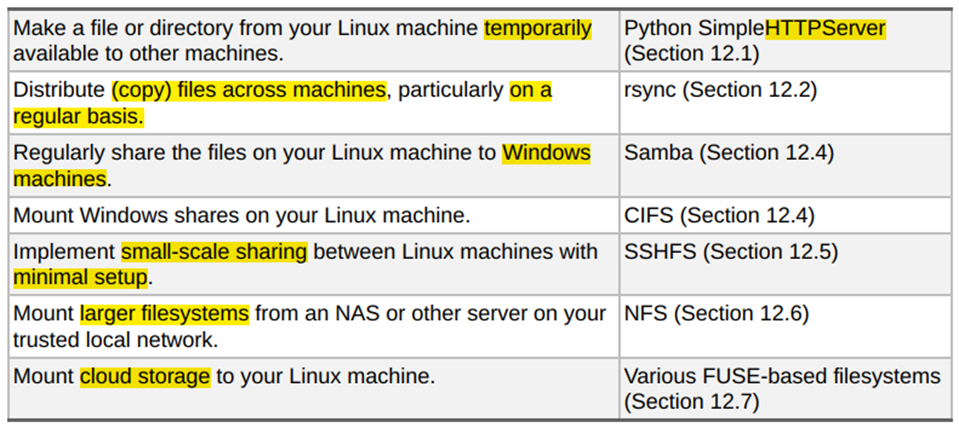 Make a file or directory from your Linux machine temporarily
available to other machines.
Python SimpleHTTPServer
(Section 12.1)
Distribute (copy) files across machines, particularly on a
regular basis.
rsync (Section 12.2)
Regularly share the files on your Linux machine to Windows
machines.
Samba (Section 12.4)
Mount Windows shares on your Linux machine.
CIFS (Section 12.4)
Implement small-scale sharing between Linux machines with
minimal setup.
SSHFS (Section 12.5)
Mount larger filesystems from an NAS or other server on your
trusted local network.
NFS (Section 12.6)
Mount cloud storage to your Linux machine.
Various FUSE-based filesystems
(Section 12.7)